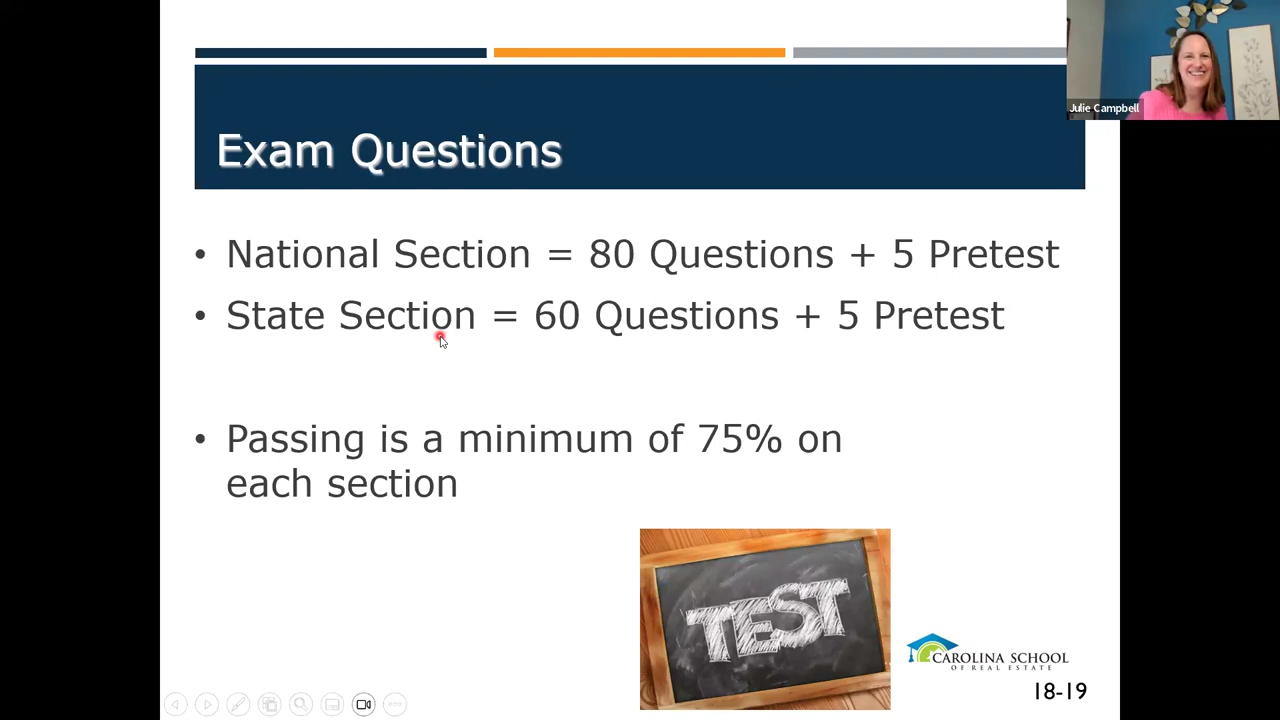 Julie Campbell
Exam Questions
• National Section = 80 Questions + 5 Pretest
• State Section = 60 Questions + 5 Pretest
• Passing is a minimum of 75% on
each section
TEST
CAROLINA SCHOOL
OF REAL ESTATE
18-19